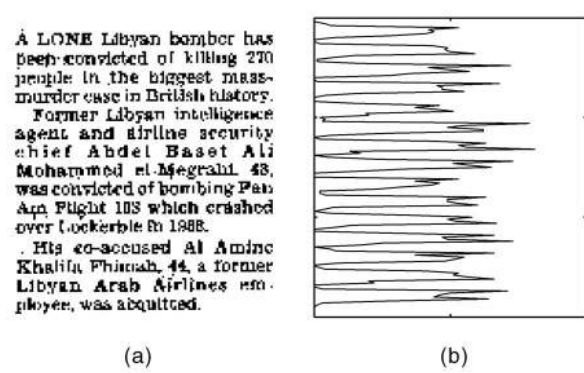 A LONE Libyan bomber has
been convicted of killing 270
people in the biggest mass-
murder case in British history.
Former Libyan intelligence
agent and airline security
chief Abdel Baset Ali
Mohammed el-Megrahi, 48,
was convicted of bombing Pan
Am Flight 103 which crashed
over Lockerbie in 1988.
His co-accused Al Amine
Khalifa Fhimah, 44, a former
Libyan Arab Airlines em-
ployee, was acquitted.
(a)
(b)